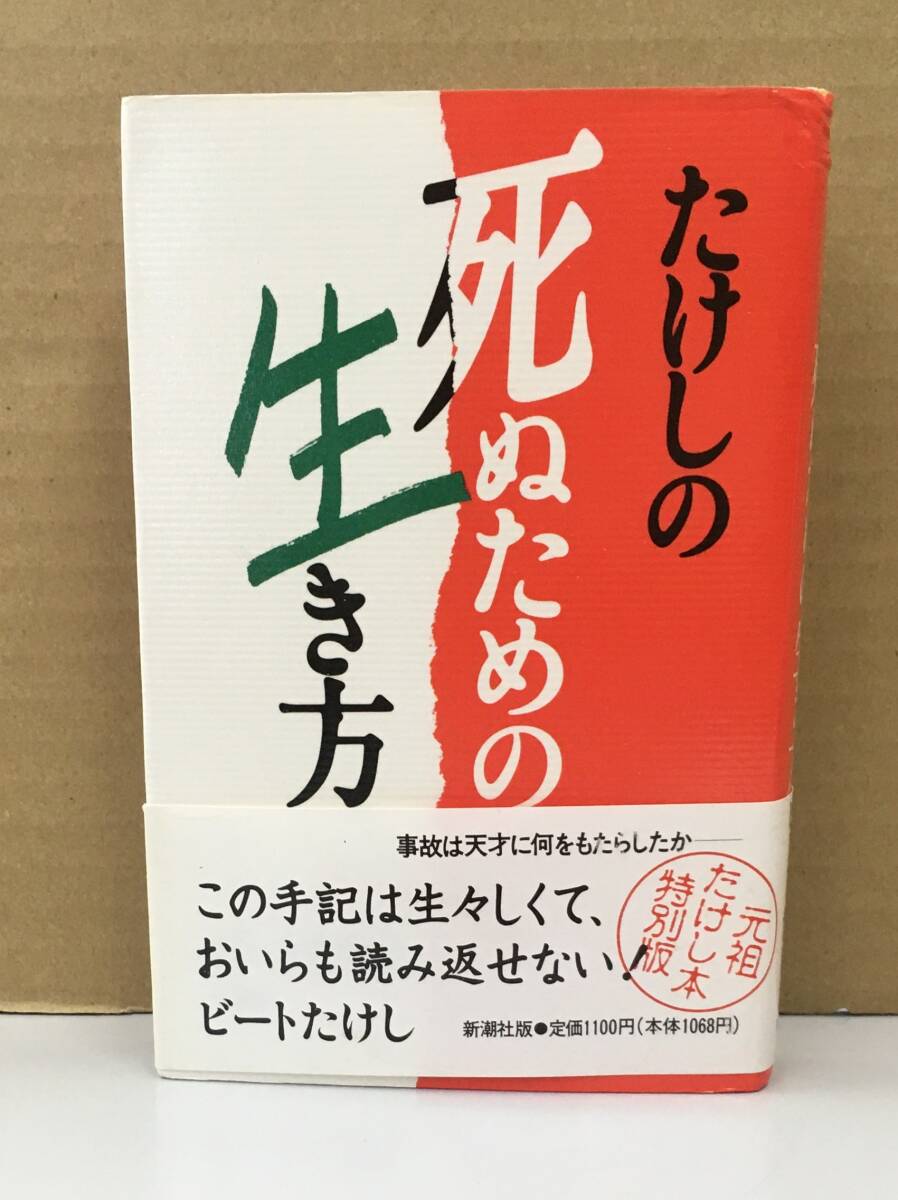 たけしの
死ぬための
生き方
事故は天才に何をもたらしたか――
この手記は生々しくて、
おいらも読み返せない!
ビートたけし
元祖
たけし本
特別版
新潮社版●定価1100円(本体1068円)